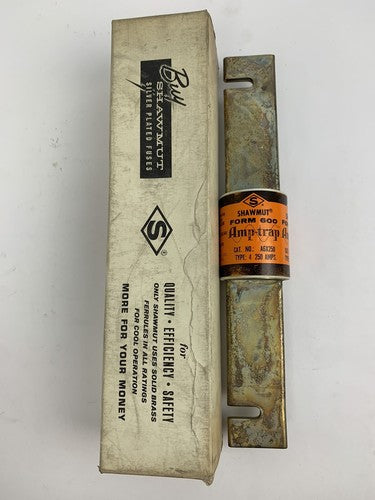 Buy
SHAWMUT
SILVER PLATED FUSES
S
®
for
QUALITY • EFFICIENCY • SAFETY
ONLY SHAWMUT USES SOLID BRASS
FERRULES IN ALL RATINGS
FOR COOL OPERATION
MORE FOR YOUR MONEY
S
SHAWMUT®
FORM 600
Amp-trap
CAT. NO.: A6X250
TYPE: 4 250 AMPS